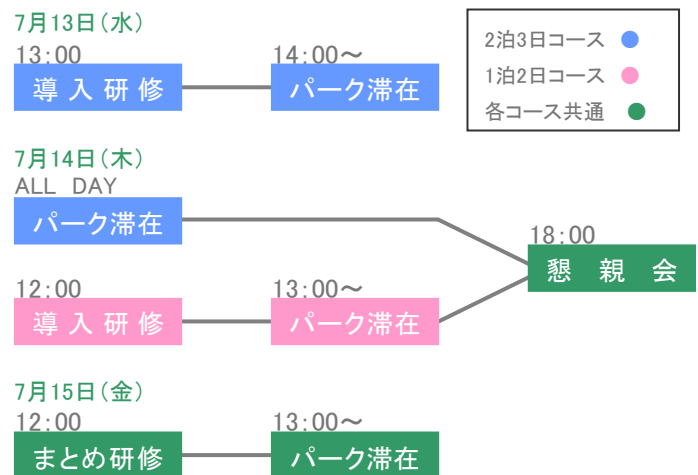 7月13日(水)
13:00
導入研修
14:00～
パーク滞在
2泊3日コース
1泊2日コース
各コース共通
7月14日(木)
ALL DAY
パーク滞在
18:00
懇親会
12:00
導入研修
13:00～
パーク滞在
7月15日(金)
12:00
まとめ研修
13:00～
パーク滞在